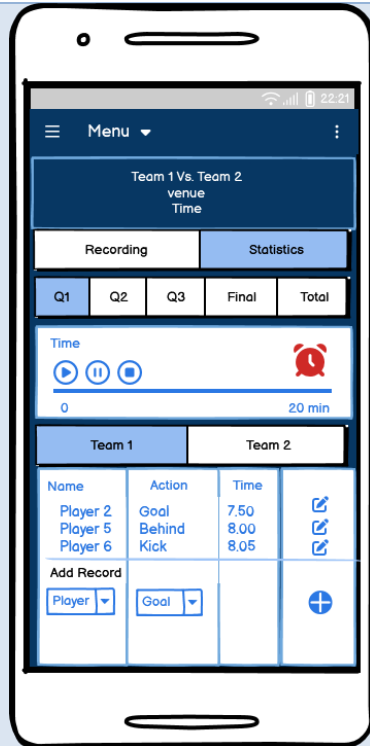 22.21
Menu
Team 1 Vs. Team 2
venue
Time
Recording Statistics
Q1 Q2 Q3 Final Total
Time
0 20 min
Team 1 Team 2
Name Action Time
Player 2 Goal 7.50
Player 5 Behind 8.00
Player 6 Kick 8.05
Add Record
Player Goal